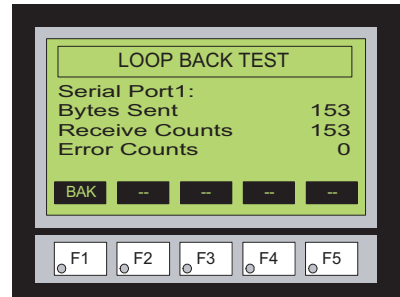 LOOP BACK TEST
Serial Port1:
Bytes Sent 153
Receive Counts 153
Error Counts 0
BAK -- -- -- --
F1 F2 F3 F4 F5